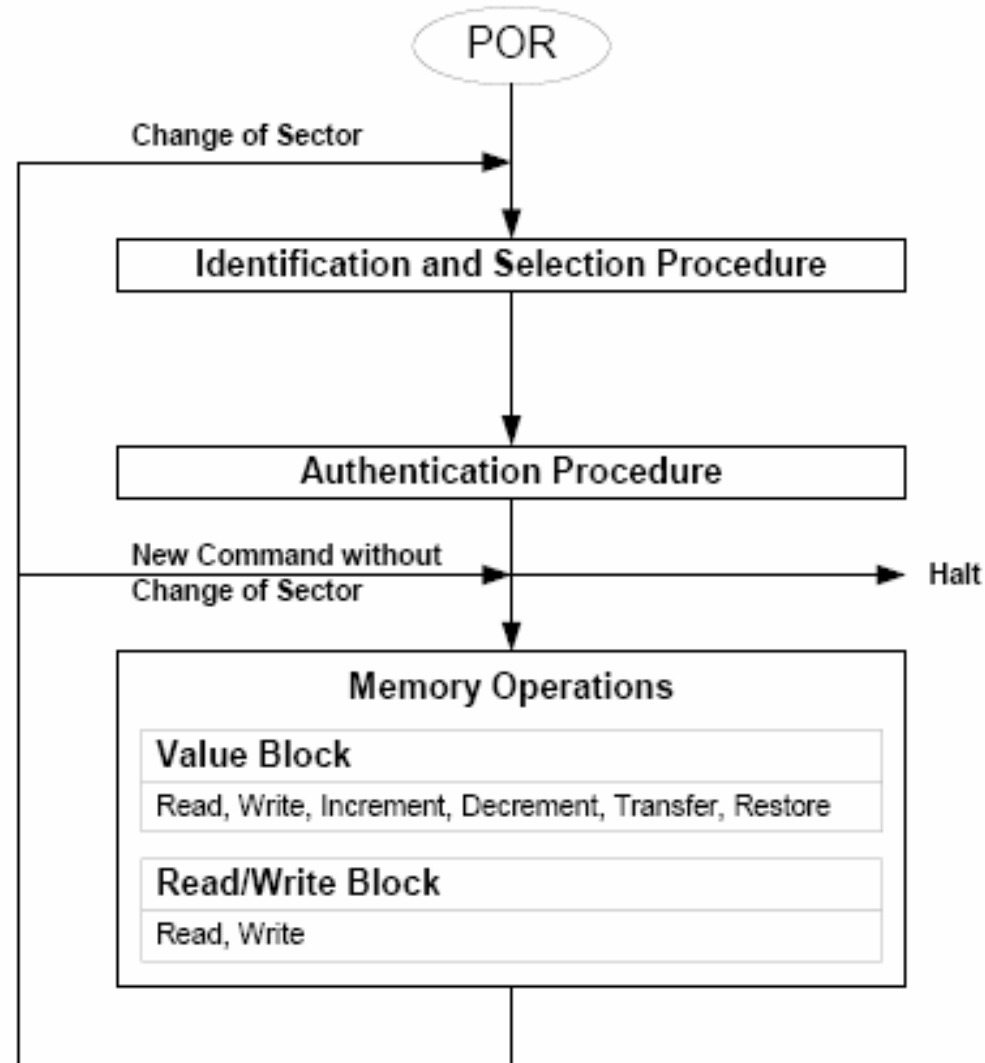 POR
Change of Sector
Identification and Selection Procedure
Authentication Procedure
New Command without
Change of Sector
Halt
Memory Operations
Value Block
Read, Write, Increment, Decrement, Transfer, Restore
Read/Write Block
Read, Write